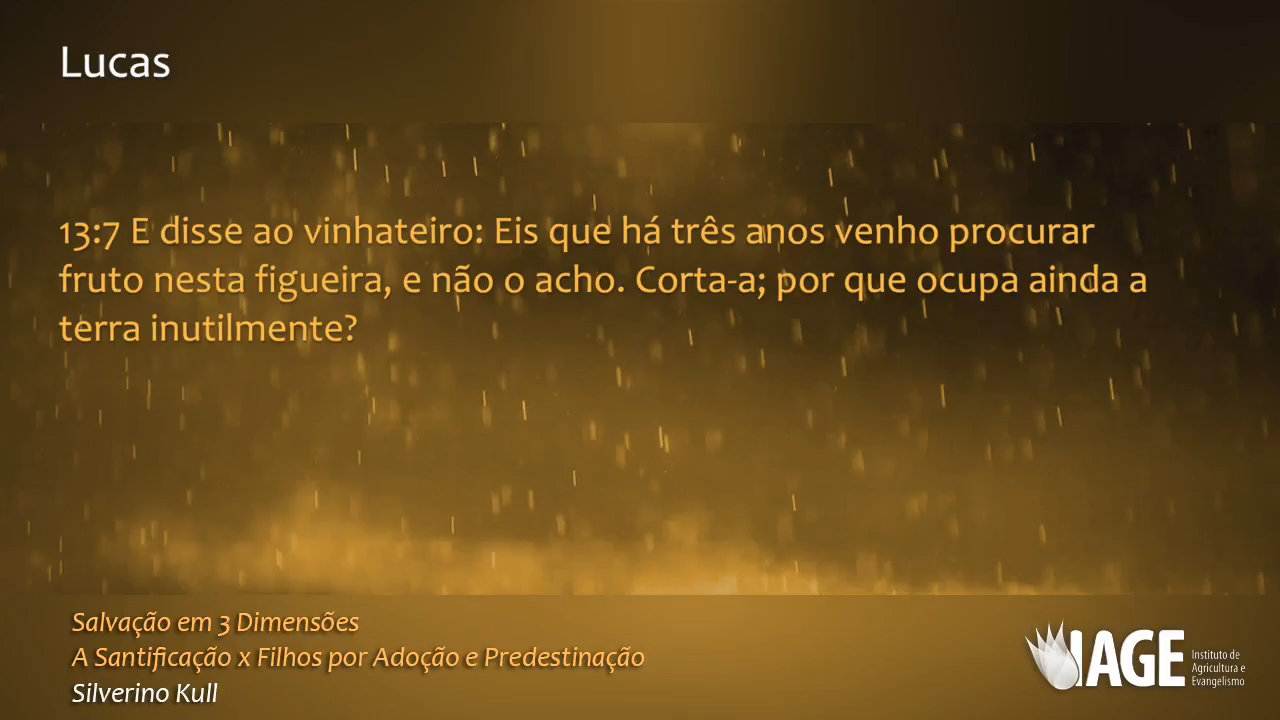 Lucas
13:7 E disse ao vinhateiro: Eis que há três anos venho procurar
fruto nesta figueira, e não o acho. Corta-a; por que ocupa ainda a
terra inutilmente?
Salvação em 3 Dimensões
A Santificação x Filhos por Adoção e Predestinação
Silverino Kull
IAGE
Instituto de
Agricultura e
Evangelismo